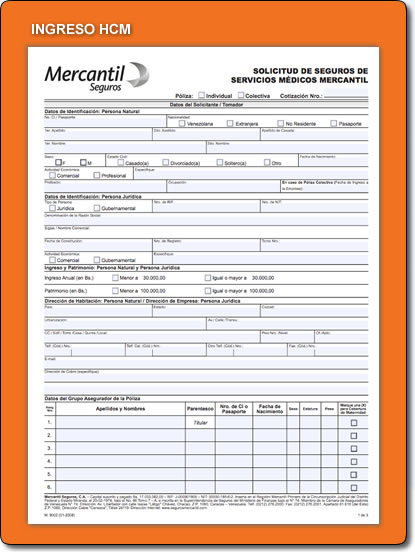 INGRESO HCM
Mercantil
Seguros
SOLICITUD DE SEGUROS DE
SERVICIOS MÉDICOS MERCANTIL
Póliza: Individual Colectiva Cotización Nro.:
Datos del Solicitante / Tomador
Datos de Identificación: Persona Natural
No. CI / Pasaporte Nacionalidad:
Venezolana Extranjera No Residente Pasaporte
1er. Apellido 2do. Apellido Apellido de Casada:
1er. Nombre 2do. Nombre
Sexo: Estado Civil: Fecha de Nacimiento:
F M Casado(a) Divorciado(a) Soltero(a) Otro
Actividad Económica: Especifique:
Comercial Profesional
Profesión: Ocupación: En caso de Póliza Colectiva (Fecha de Ingreso a
la Empresa):
Datos de Identificación: Persona Jurídica
Tipo de Persona: Nro. de RIF: Nro. de NIT:
Jurídica Gubernamental
Denominación de la Razón Social:
Siglas / Nombre Comercial:
Fecha de Constitución: Nro. de Registro: Tomo Nro.:
Actividad Económica: Especifique:
Comercial Gubernamental
Ingreso y Patrimonio: Persona Natural y Persona Jurídica
Ingreso Anual (en Bs.) Menor a 30.000,00 Igual o mayor a 30.000,00
Patrimonio (en Bs.) Menor a 100.000,00 Igual o mayor a 100.000,00
Dirección de Habitación: Persona Natural / Dirección de Empresa: Persona Jurídica
País: Estado: Ciudad:
Urbanización: Av./ Calle /Transv.:
CC / Edif / Torre /Casa / Quinta /Local: Piso/ Nro. /Nivel: Of./Apto.:
Telf. (Cód.) Nro.: Telf. Cel. (Cód.) Nro.: Otro Telf. (Cód.) Nro.: Fax. (Cód.) Nro.:
E-mail:
Dirección de Cobro (especifique):
Datos del Grupo Asegurador de la Póliza
Aseg. Nro. Apellidos y Nombres Parentesco Nro. de CI o Pasaporte Fecha de Nacimiento Sexo Estatura Peso Marque una (X) para Cobertura de Maternidad
1. Titular
2.
3.
4.
5.
6.
Mercantil Seguros, C.A.
1 de 3